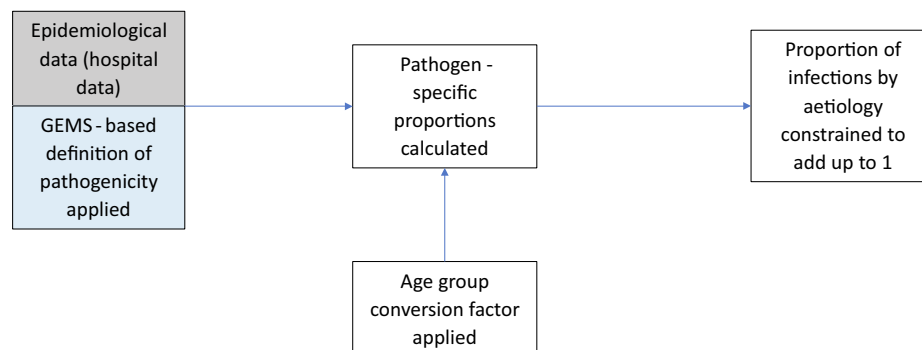 Epidemiological
data (hospital
data)
GEMS - based
definition of
pathogenicity
applied
Pathogen -
specific
proportions
calculated
Age group
conversion factor
applied
Proportion of
infections by
aetiology
constrained to
add up to 1